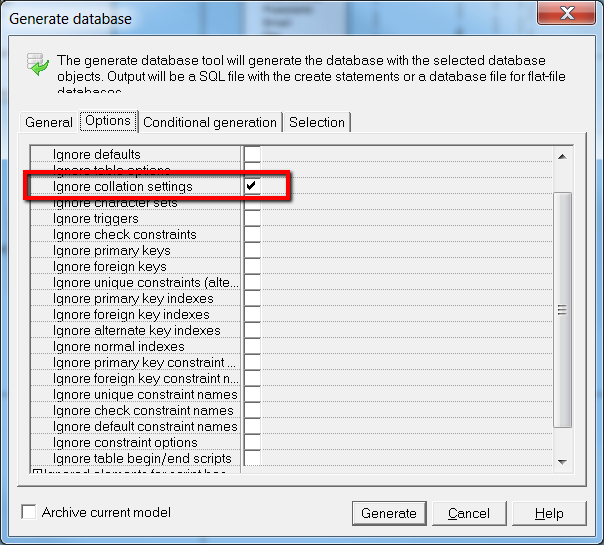 Generate database
The generate database tool will generate the database with the selected database
objects. Output will be a SQL file with the create statements or a database file for flat-file
databases
General Options Conditional generation Selection
Ignore defaults
Ignore table options
Ignore collation settings
Ignore character sets
Ignore triggers
Ignore check constraints
Ignore primary keys
Ignore foreign keys
Ignore unique constraints (alte...
Ignore primary key indexes
Ignore foreign key indexes
Ignore alternate key indexes
Ignore normal indexes
Ignore primary key constraint ...
Ignore foreign key constraint n...
Ignore unique constraint names
Ignore check constraint names
Ignore default constraint names
Ignore constraint options
Ignore table begin/end scripts
Ignored elements for script
Archive current model
Generate Cancel Help